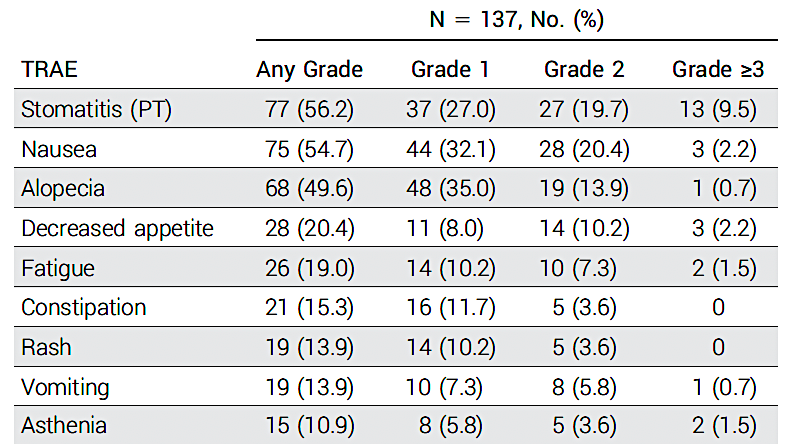 N = 137, No. (%)
TRAE Any Grade Grade 1 Grade 2 Grade ≥3
Stomatitis (PT) 77 (56.2) 37 (27.0) 27 (19.7) 13 (9.5)
Nausea 75 (54.7) 44 (32.1) 28 (20.4) 3 (2.2)
Alopecia 68 (49.6) 48 (35.0) 19 (13.9) 1 (0.7)
Decreased appetite 28 (20.4) 11 (8.0) 14 (10.2) 3 (2.2)
Fatigue 26 (19.0) 14 (10.2) 10 (7.3) 2 (1.5)
Constipation 21 (15.3) 16 (11.7) 5 (3.6) 0
Rash 19 (13.9) 14 (10.2) 5 (3.6) 0
Vomiting 19 (13.9) 10 (7.3) 8 (5.8) 1 (0.7)
Asthenia 15 (10.9) 8 (5.8) 5 (3.6) 2 (1.5)